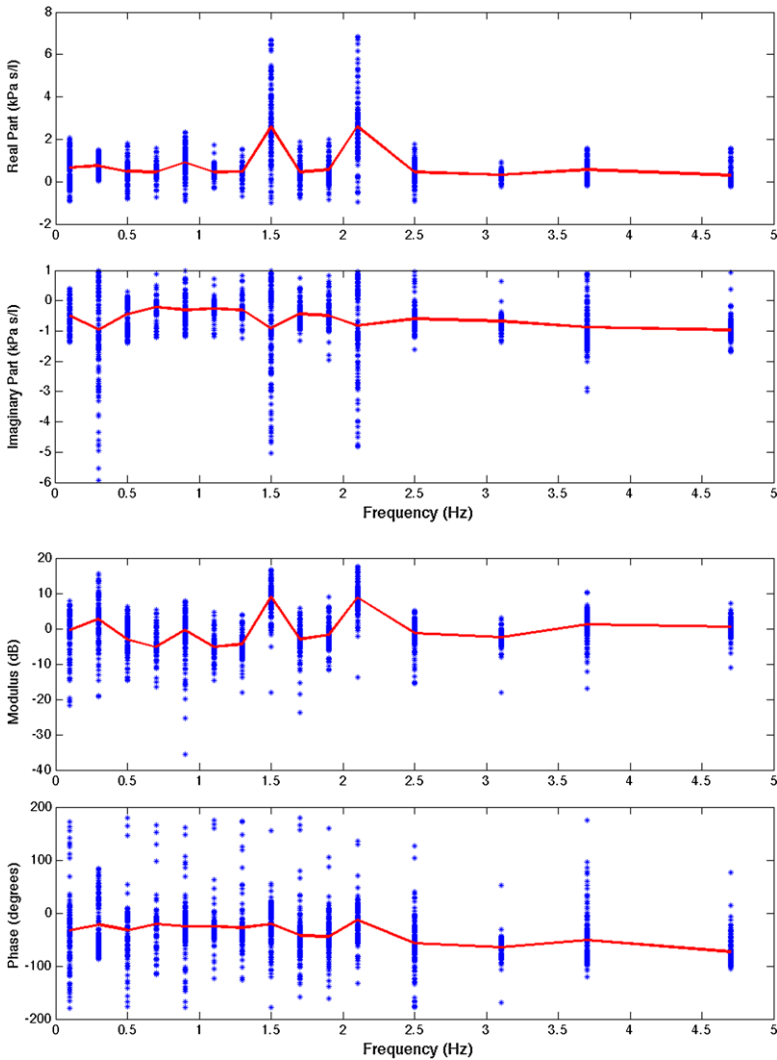 Real Part (kPa s/l)
8
6
4
2
0
-2
0 0.5 1 1.5 2 2.5 3 3.5 4 4.5 5
Imaginary Part (kPa s/l)
1
0
-1
-2
-3
-4
-5
-6
0 0.5 1 1.5 2 2.5 3 3.5 4 4.5 5
Frequency (Hz)
Modulus (dB)
20
10
0
-10
-20
-30
-40
0 0.5 1 1.5 2 2.5 3 3.5 4 4.5 5
Phase (degrees)
200
100
0
-100
-200
0 0.5 1 1.5 2 2.5 3 3.5 4 4.5 5
Frequency (Hz)